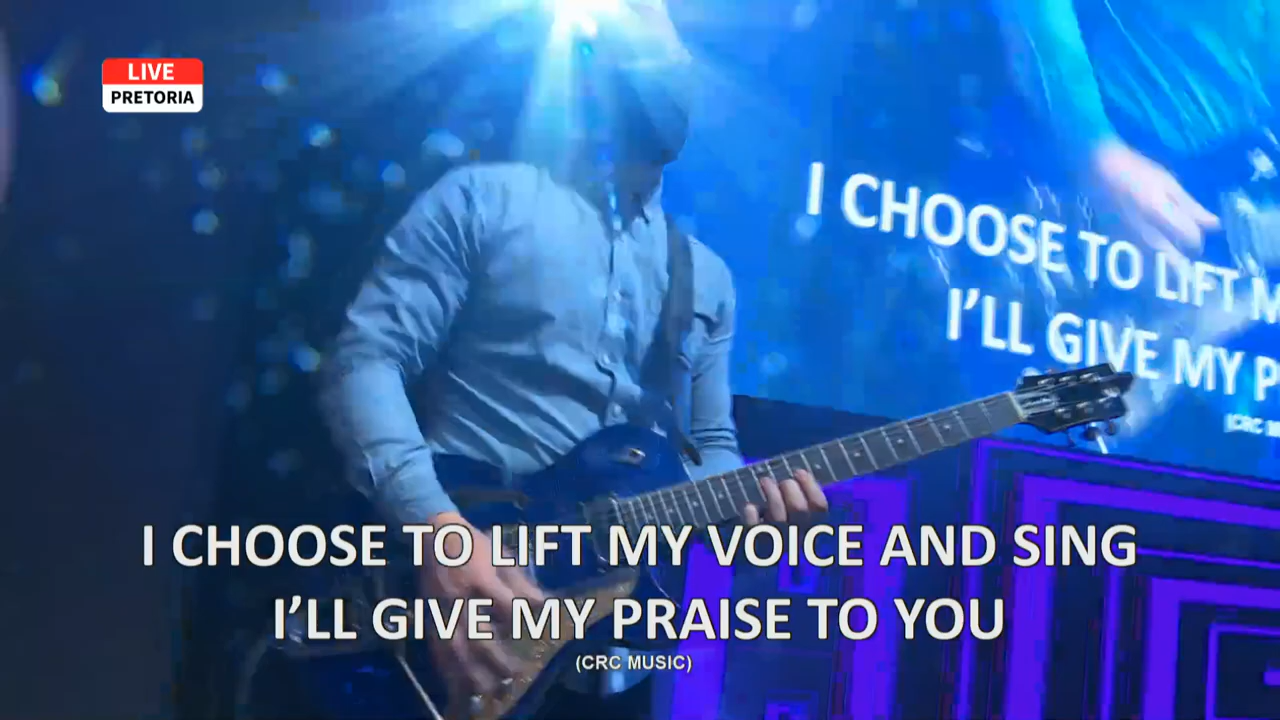 LIVE
PRETORIA
I CHOOSE TO LIFT M
I'LL GIVE MY P
(CRC M
I CHOOSE TO LIFT MY VOICE AND SING
I'LL GIVE MY PRAISE TO YOU
(CRC MUSIC)